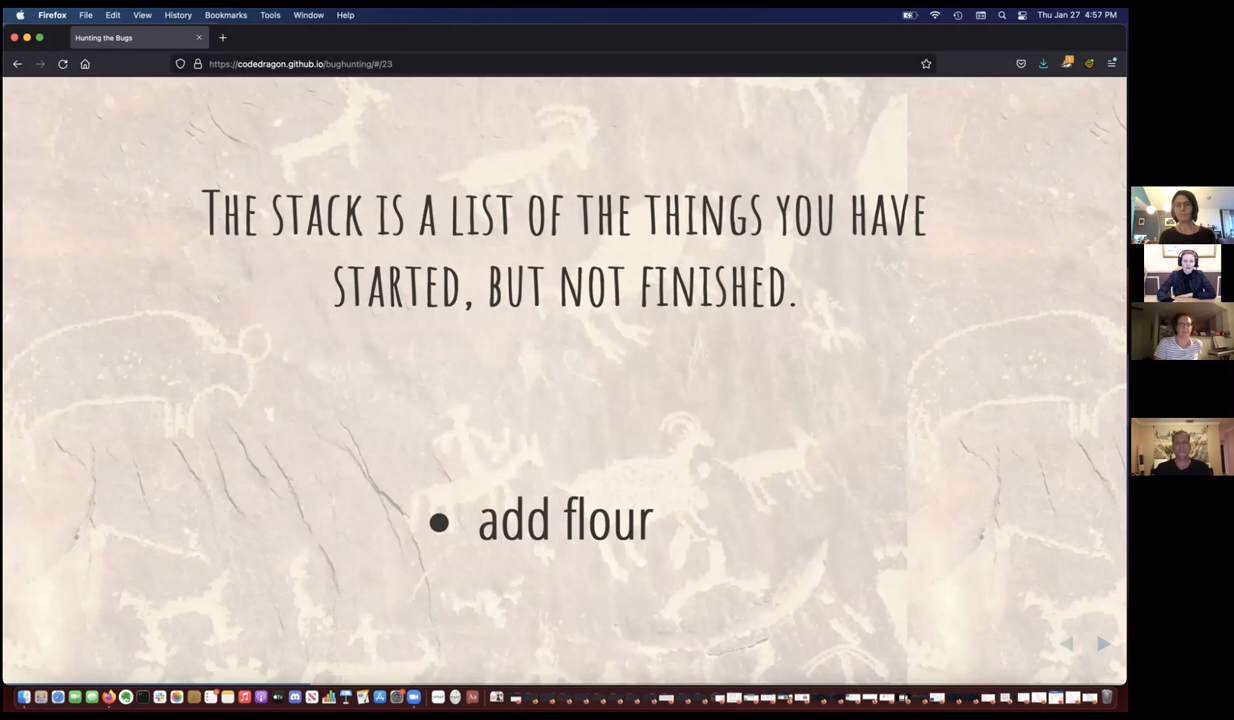 Firefox File Edit View History Bookmarks Tools Window Help Thu Jan 27 4:57 PM
Hunting the Bugs
https://codedragon.github.io/bughunting/#/23
The stack is a list of the things you have
started, but not finished.
• add flour